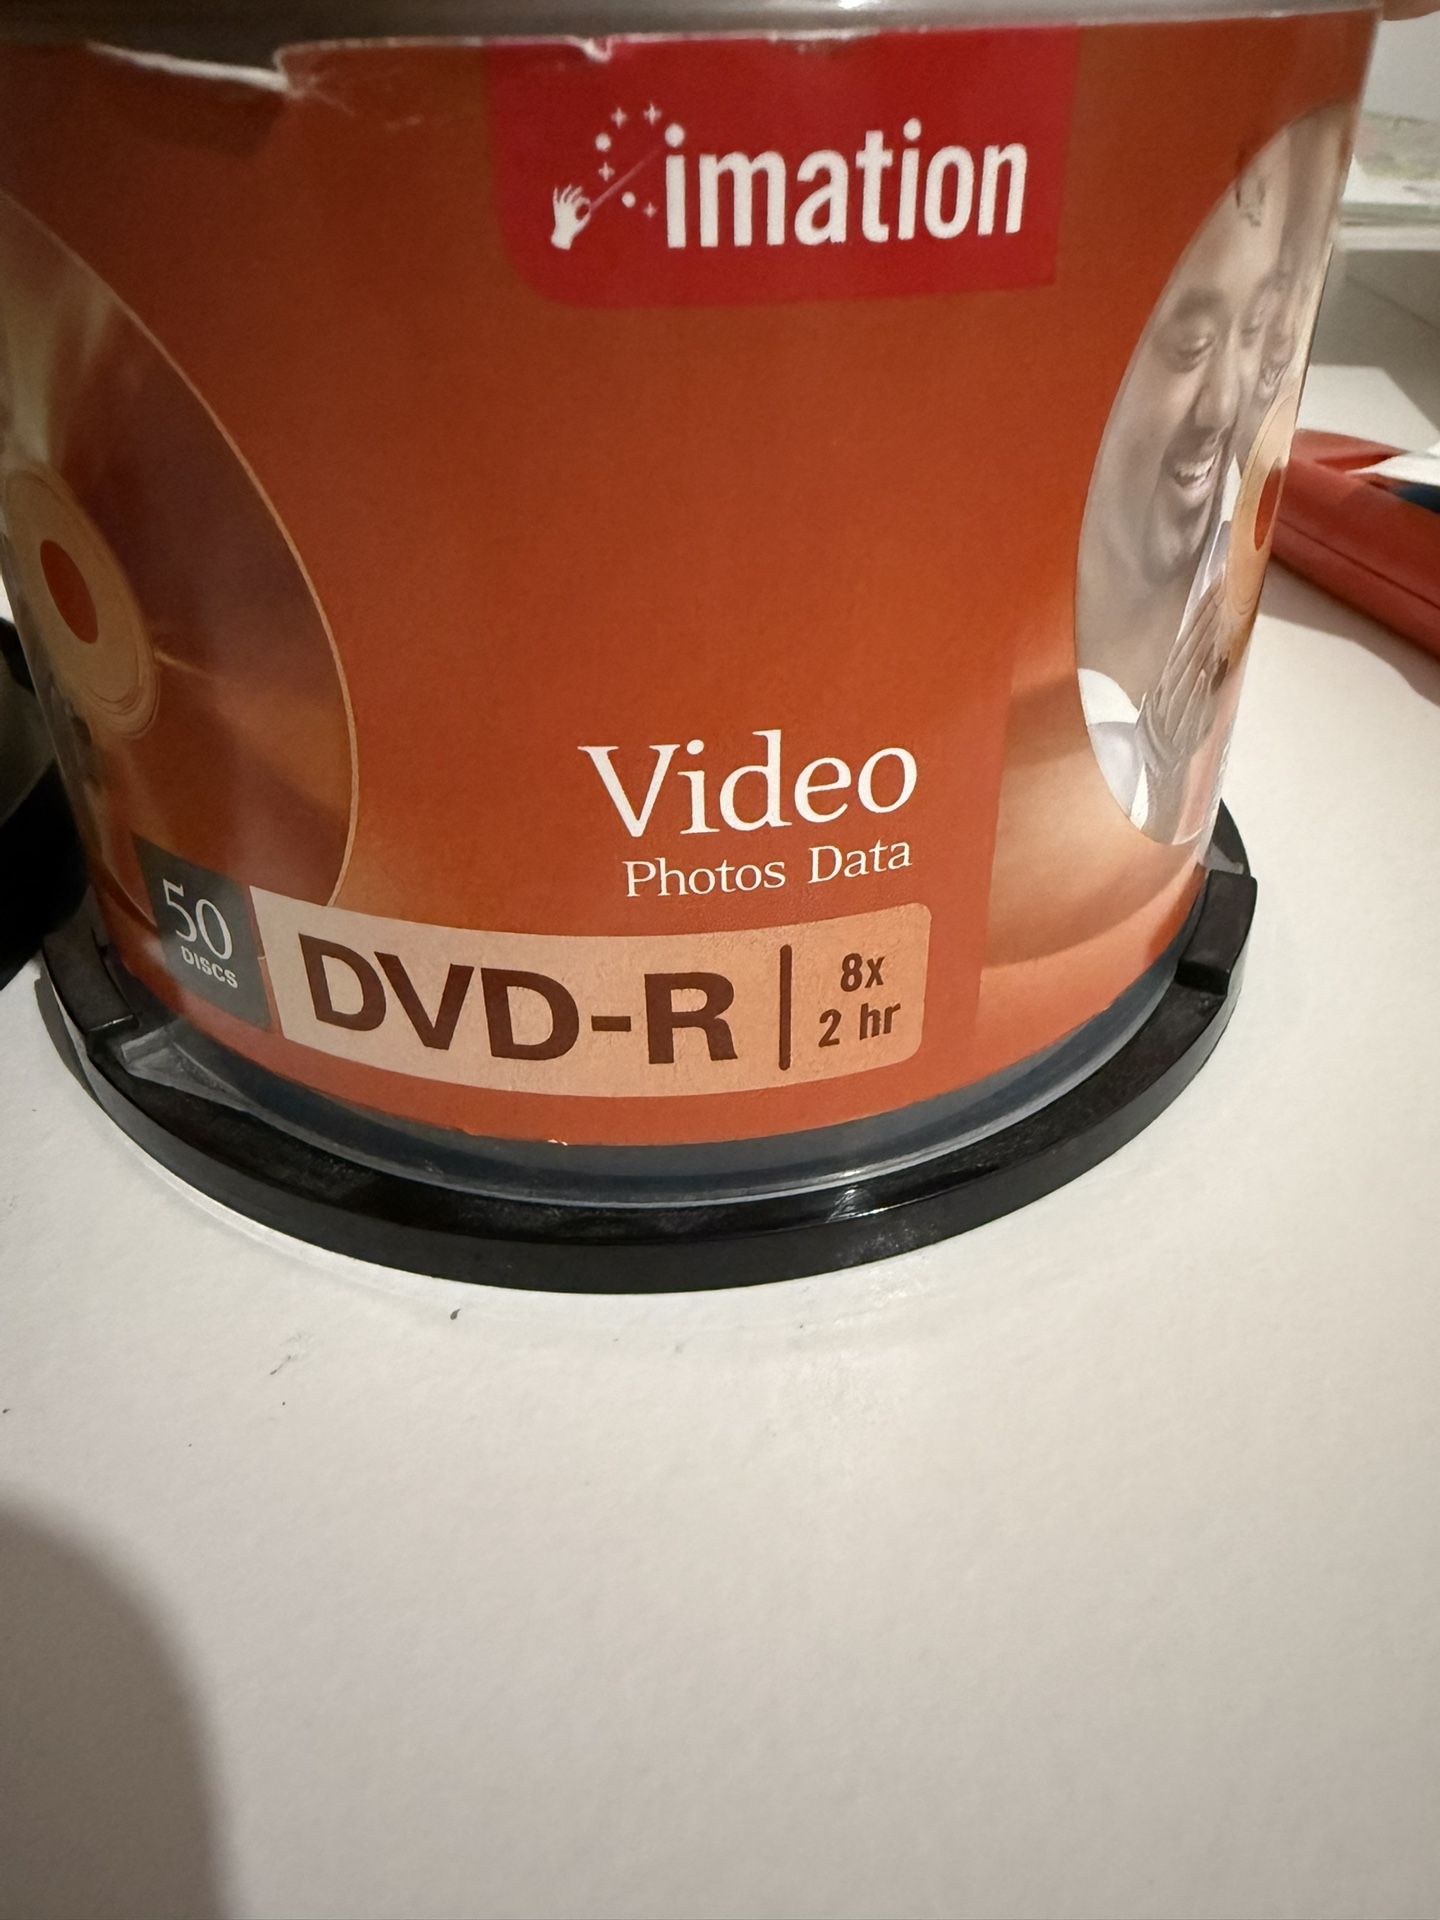 imation
Video
Photos Data
50
DISCS
DVD-R
8x
2 hr